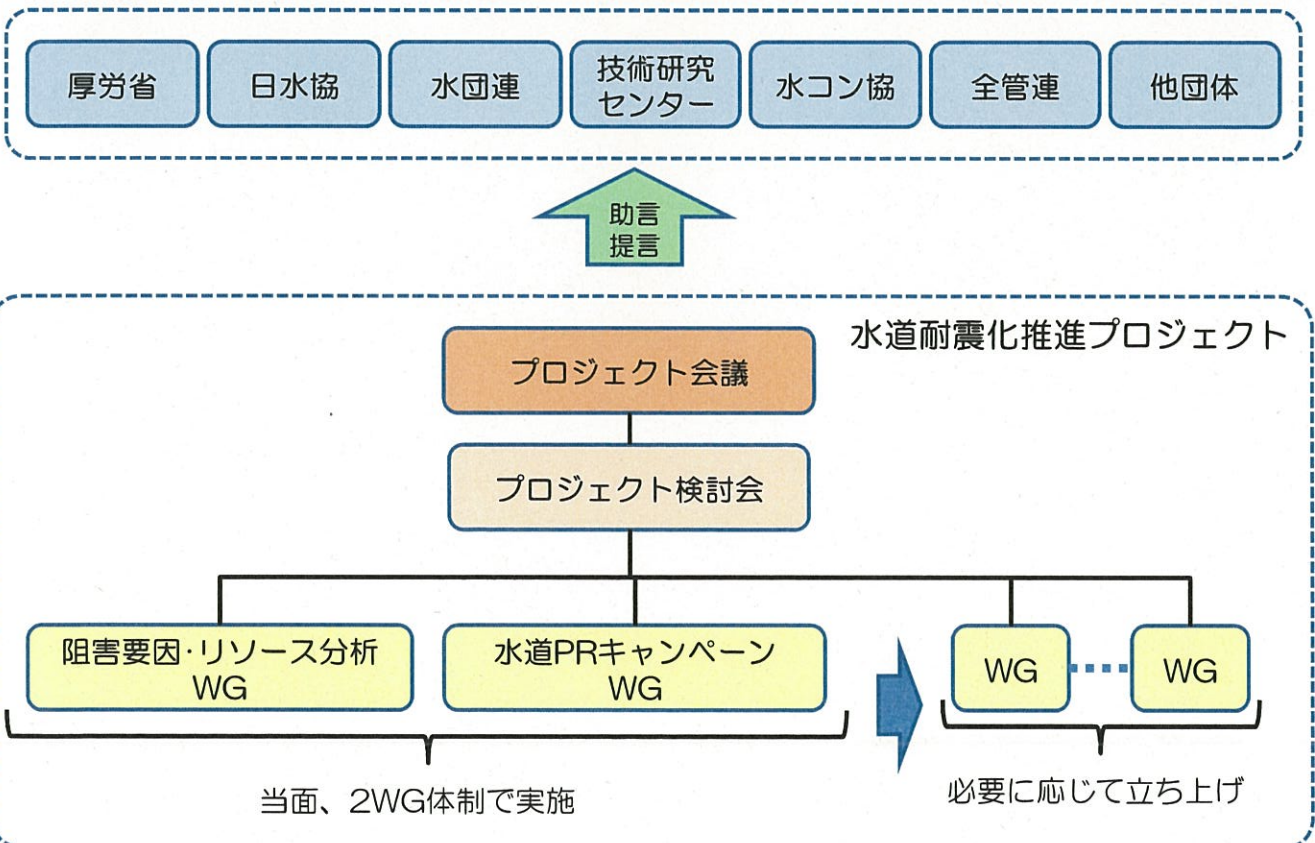 厚労省
日水協
水団連
技術研究
センター
水コン協
全管連
他団体
助言
提言
水道耐震化推進プロジェクト
プロジェクト会議
プロジェクト検討会
阻害要因・リソース分析
WG
水道PRキャンペーン
WG
WG
WG
当面、2WG体制で実施
必要に応じて立ち上げ